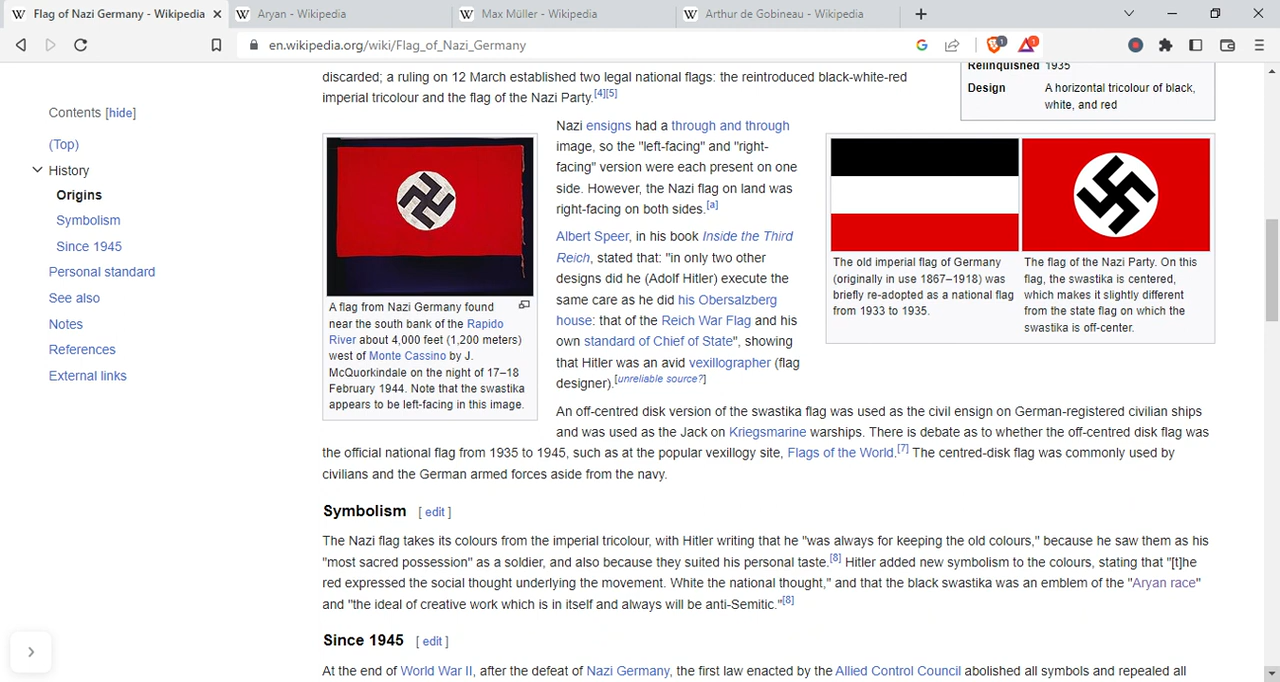 Flag of Nazi Germany - Wikipedia
Aryan - Wikipedia
Max Müller - Wikipedia
Arthur de Gobineau - Wikipedia
en.wikipedia.org/wiki/Flag_of_Nazi_Germany
1
1
Contents [hide]
(Top)
History
Origins
Symbolism
Since 1945
Personal standard
See also
Notes
References
External links
discarded; a ruling on 12 March established two legal national flags: the reintroduced black-white-red
imperial tricolour and the flag of the Nazi Party.[4][5]
Relinquished 1935
Design A horizontal tricolour of black,
white, and red
A flag from Nazi Germany found
near the south bank of the Rapido
River about 4,000 feet (1,200 meters)
west of Monte Cassino by J.
McQuorkindale on the night of 17–18
February 1944. Note that the swastika
appears to be left-facing in this image.
Nazi ensigns had a through and through
image, so the "left-facing" and "right-
facing" version were each present on one
side. However, the Nazi flag on land was
right-facing on both sides.[a]
Albert Speer, in his book Inside the Third
Reich, stated that: "in only two other
designs did he (Adolf Hitler) execute the
same care as he did his Obersalzberg
house: that of the Reich War Flag and his
own standard of Chief of State", showing
that Hitler was an avid vexillographer (flag
designer).[unreliable source?]
The old imperial flag of Germany
(originally in use 1867–1918) was
briefly re-adopted as a national flag
from 1933 to 1935.
The flag of the Nazi Party. On this
flag, the swastika is centered,
which makes it slightly different
from the state flag on which the
swastika is off-center.
An off-centred disk version of the swastika flag was used as the civil ensign on German-registered civilian ships
and was used as the Jack on Kriegsmarine warships. There is debate as to whether the off-centred disk flag was
the official national flag from 1935 to 1945, such as at the popular vexillogy site, Flags of the World.[7] The centred-disk flag was commonly used by
civilians and the German armed forces aside from the navy.
Symbolism [ edit ]
The Nazi flag takes its colours from the imperial tricolour, with Hitler writing that he "was always for keeping the old colours," because he saw them as his
"most sacred possession" as a soldier, and also because they suited his personal taste.[8] Hitler added new symbolism to the colours, stating that "[t]he
red expressed the social thought underlying the movement. White the national thought," and that the black swastika was an emblem of the "Aryan race"
and "the ideal of creative work which is in itself and always will be anti-Semitic."[8]
Since 1945 [ edit ]
At the end of World War II, after the defeat of Nazi Germany, the first law enacted by the Allied Control Council abolished all symbols and repealed all